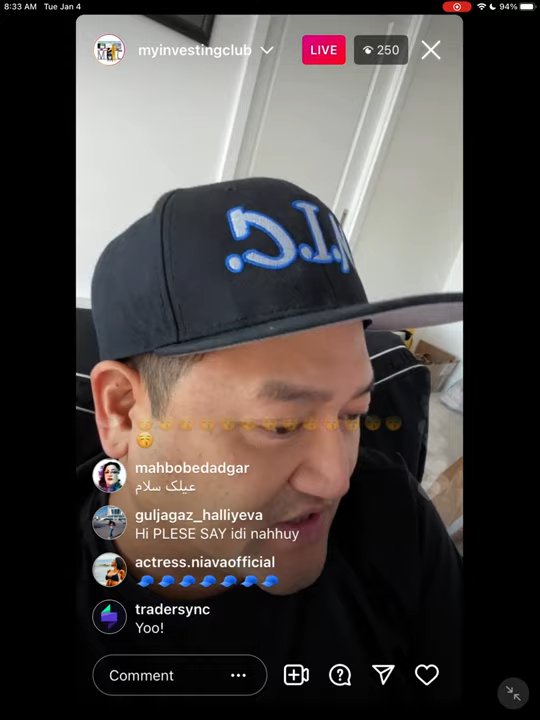 8:33 AM Tue Jan 4
94%
myinvestingclub
LIVE
250
M.I.C.
mahbobedadgar
عیلک سلام
guljagaz_halliyeva
Hi PLESE SAY idi nahhuy
actress.niavaofficial
🧢🧢🧢🧢🧢🧢🧢
tradersync
Yoo!
Comment